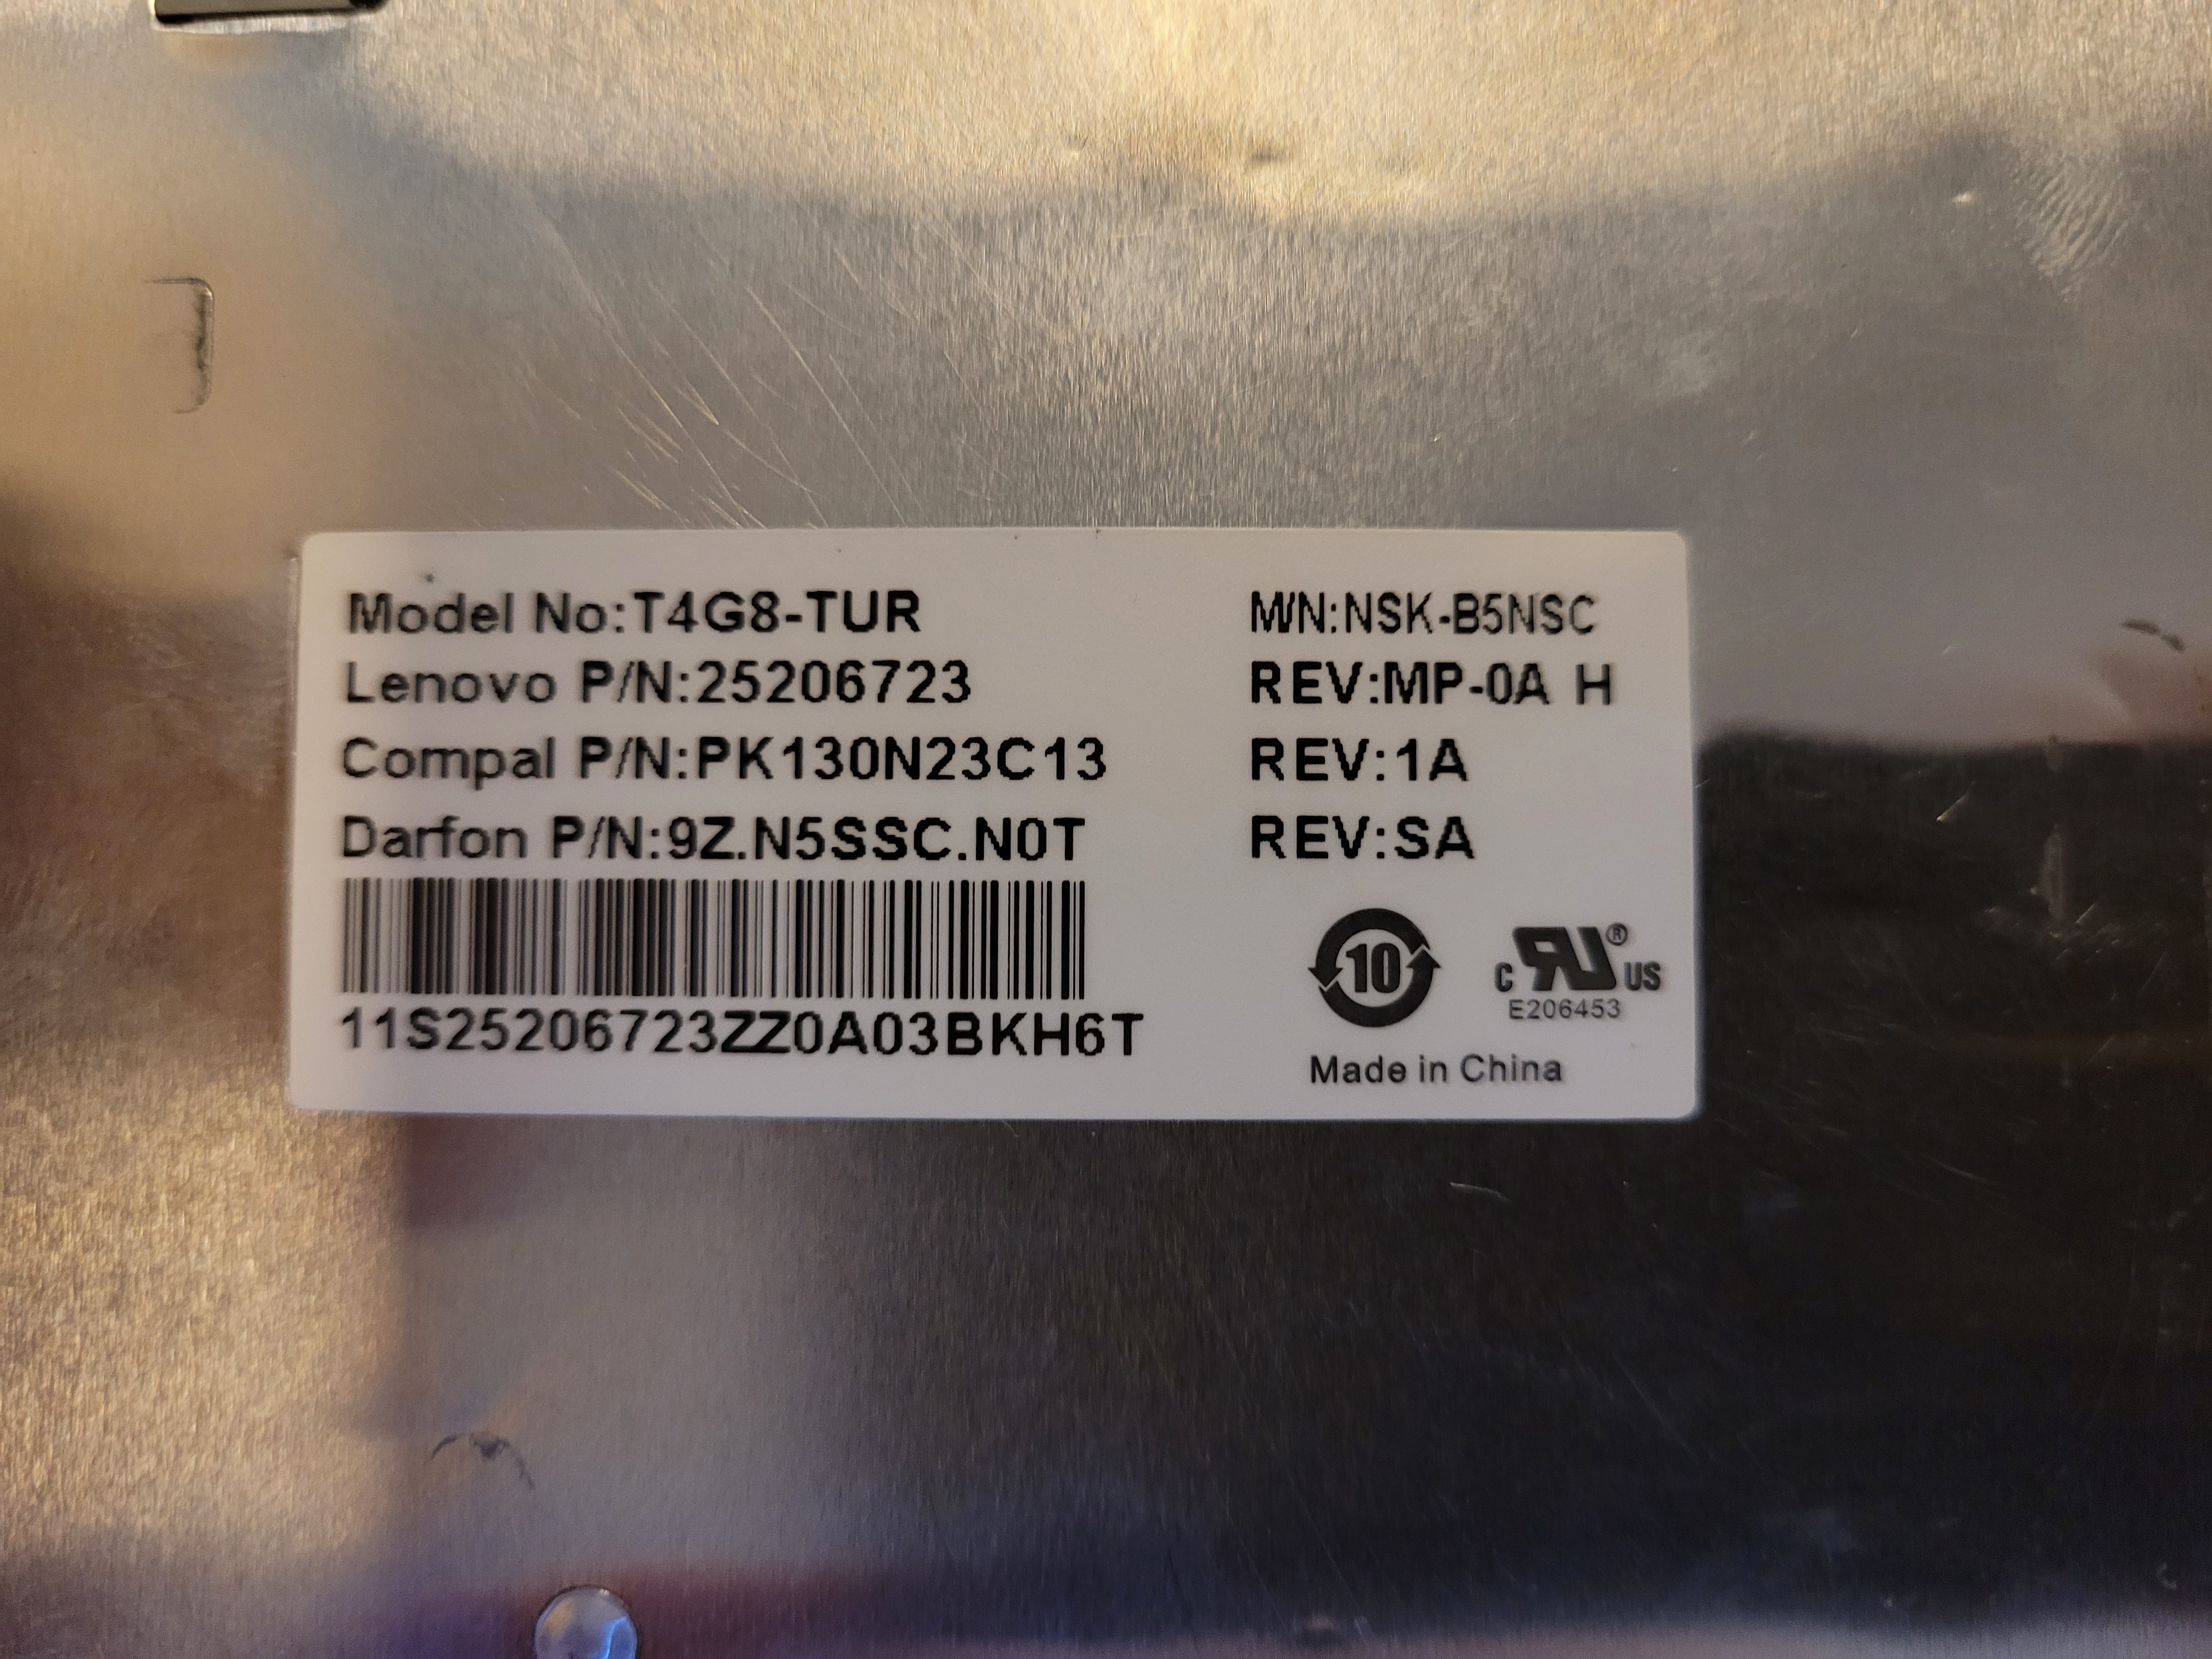 Model No:T4G8-TUR
M/N:NSK-B5NSC
Lenovo P/N:25206723
REV:MP-0A H
Compal P/N:PK130N23C13
REV:1A
Darfon P/N:9Z.N5SSC.N0T
REV:SA
11S25206723ZZ0A03BKH6T
10
c RU® US
E206453
Made in China